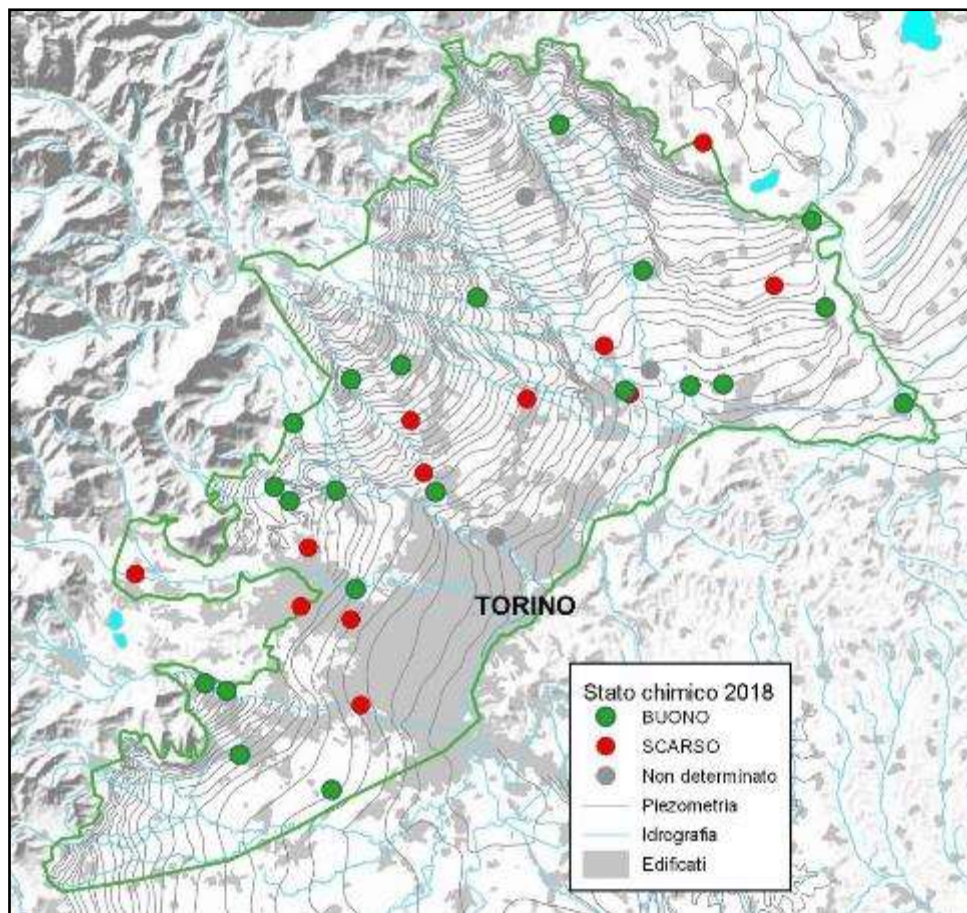 TORINO
Stato chimico 2018
BUONO
SCARSO
Non determinato
Piezometria
Idrografia
Edificati